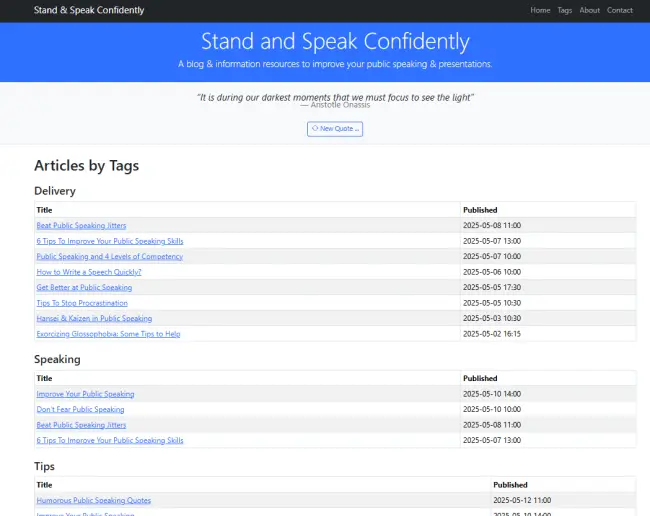 Stand & Speak Confidently Home Tags About Contact
Stand and Speak Confidently
A blog & information resources to improve your public speaking & presentations.
“It is during our darkest moments that we must focus to see the light”
— Aristotle Onassis
New Quote ...
Articles by Tags
Delivery
Title Published
Beat Public Speaking Jitters 2025-05-08 11:00
6 Tips To Improve Your Public Speaking Skills 2025-05-07 13:00
Public Speaking and 4 Levels of Competency 2025-05-07 10:00
How to Write a Speech Quickly? 2025-05-06 10:00
Get Better at Public Speaking 2025-05-05 17:30
Tips To Stop Procrastination 2025-05-05 10:30
Hansei & Kaizen in Public Speaking 2025-05-03 10:30
Exorcizing Glossophobia: Some Tips to Help 2025-05-02 16:15
Speaking
Title Published
Improve Your Public Speaking 2025-05-10 14:00
Don't Fear Public Speaking 2025-05-10 10:00
Beat Public Speaking Jitters 2025-05-08 11:00
6 Tips To Improve Your Public Speaking Skills 2025-05-07 13:00
Tips
Title Published
Humorous Public Speaking Quotes 2025-05-12 11:00
Improve Your Public Speaking 2025-05-10 14:00